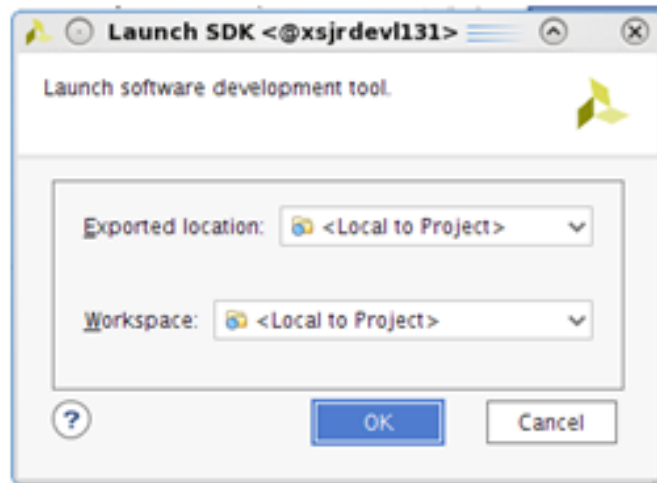 Launch SDK <@xsjrdevl131>
Launch software development tool.
Exported location: <Local to Project>
Workspace: <Local to Project>
?
OK
Cancel